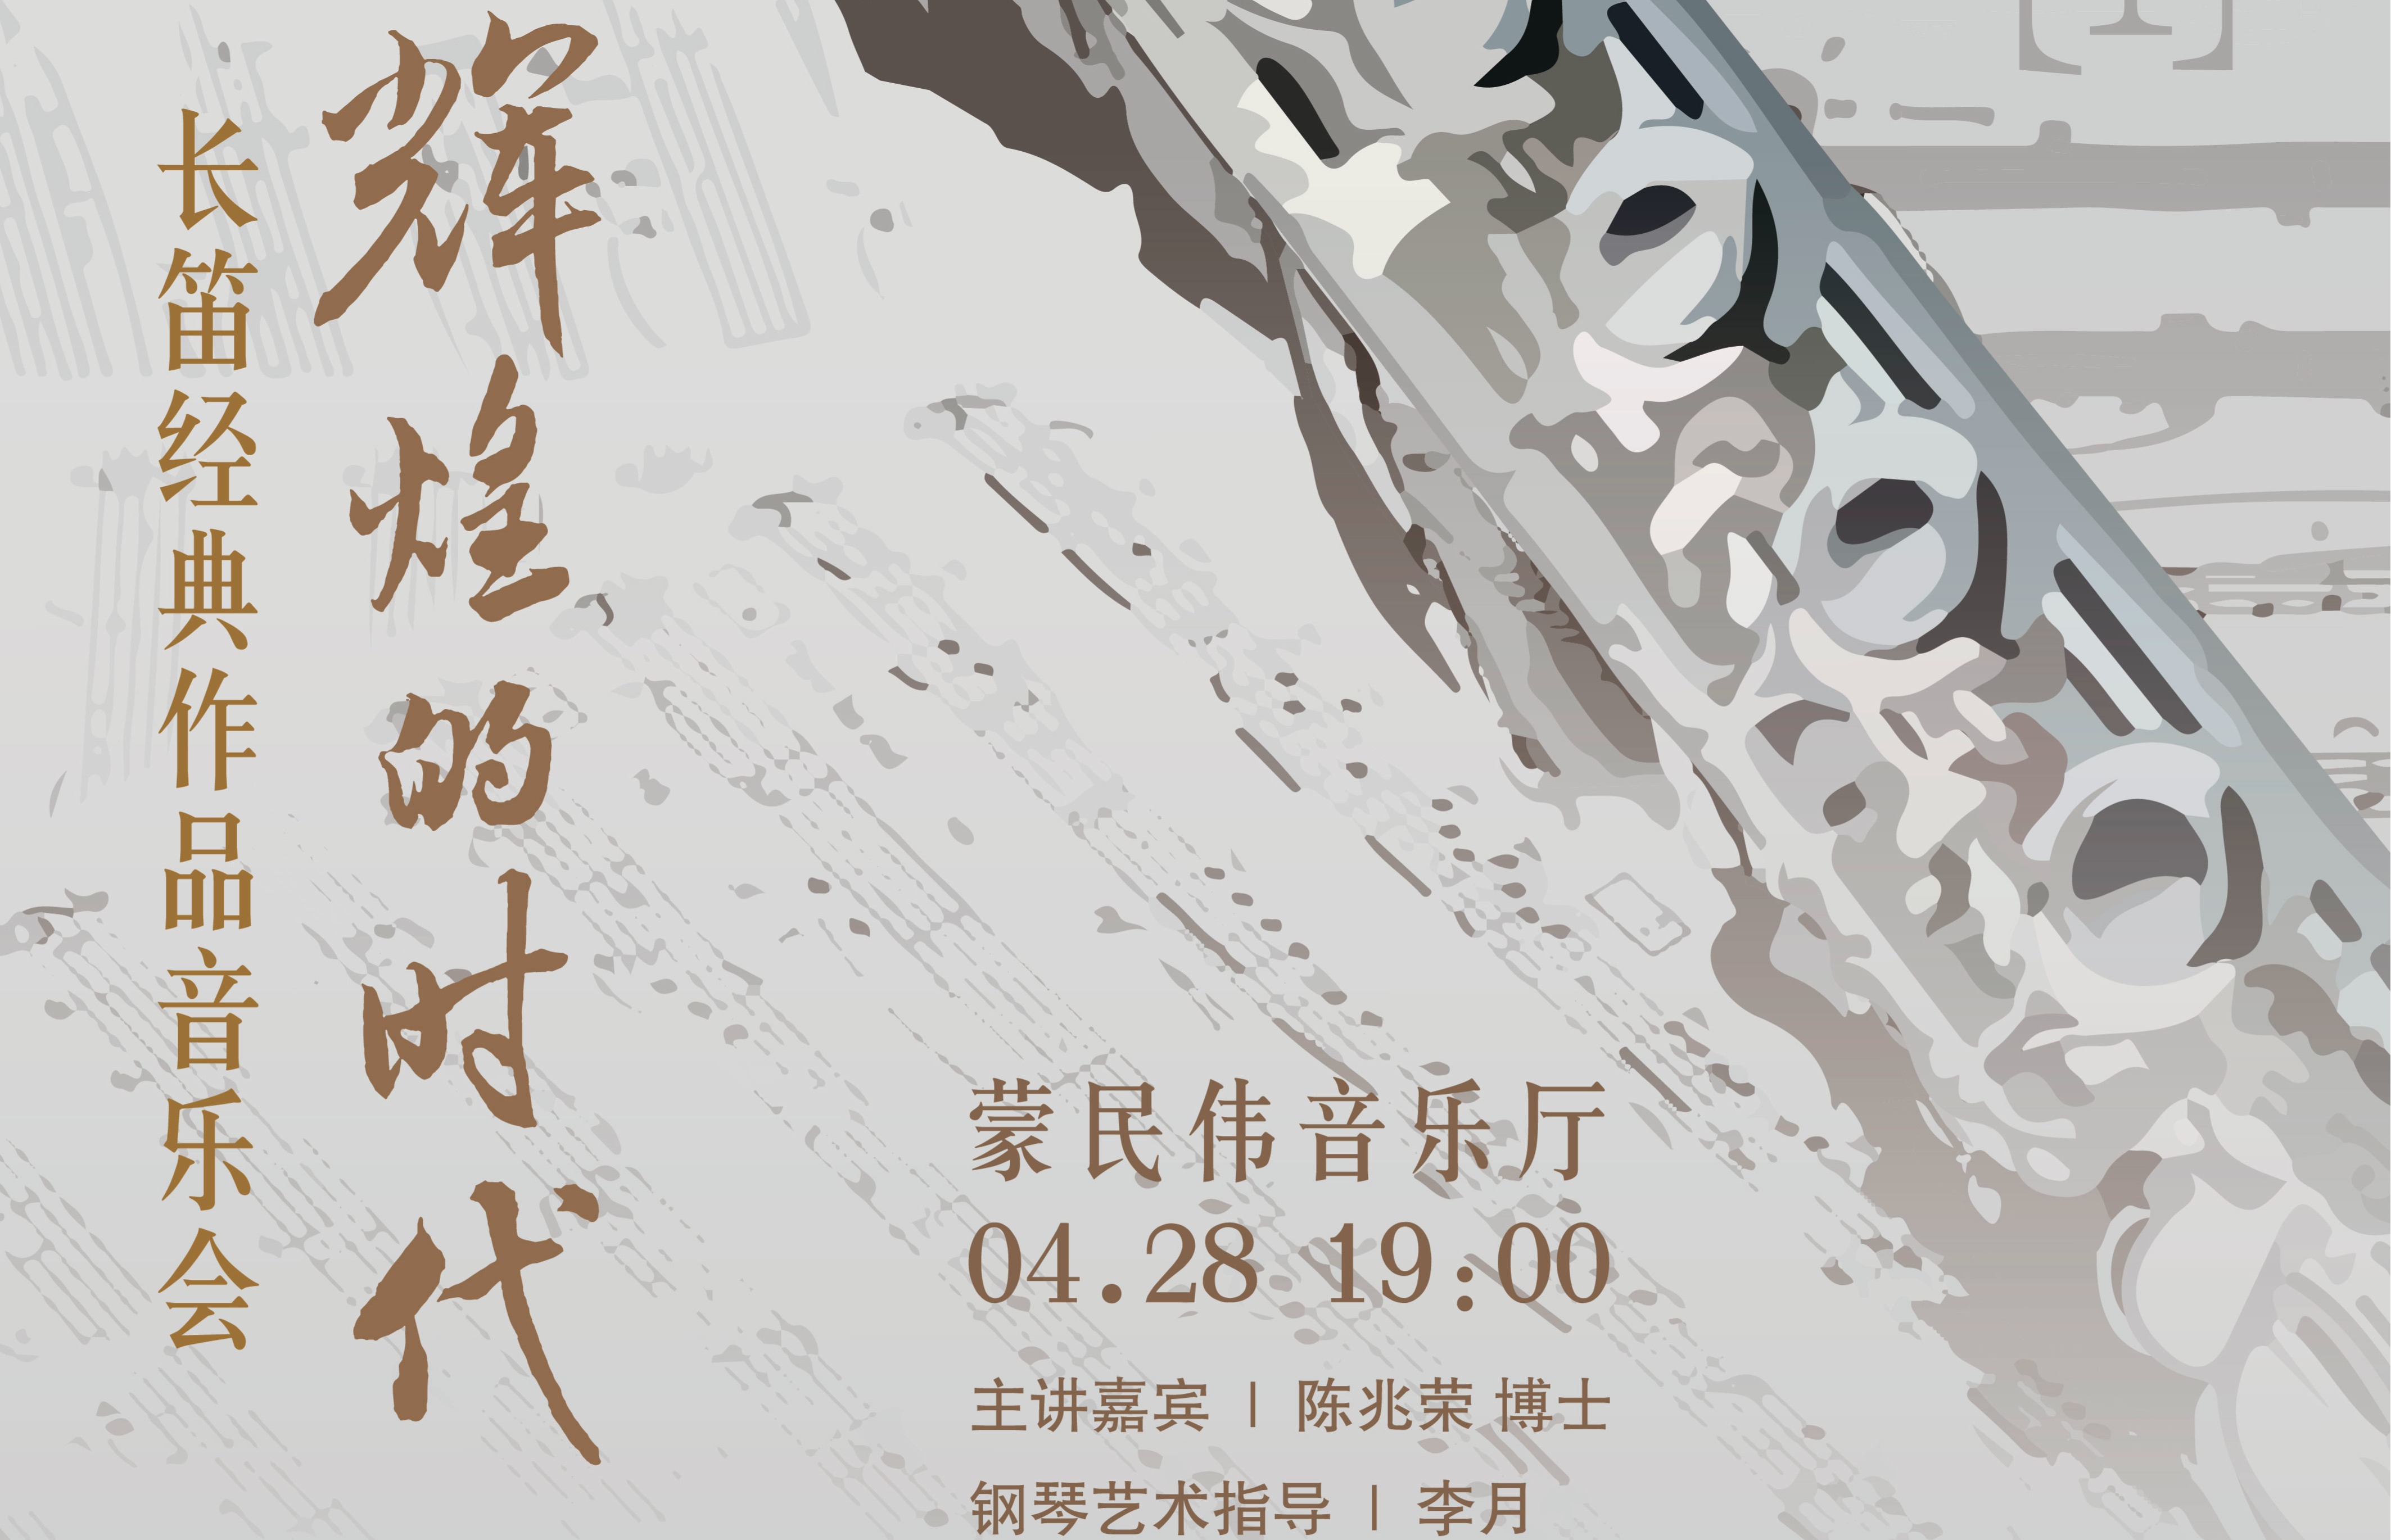 辉煌的时代
长笛经典作品音乐会
蒙民伟音乐厅
04.28 19:00
主讲嘉宾 | 陈兆荣 博士
钢琴艺术指导 | 李月